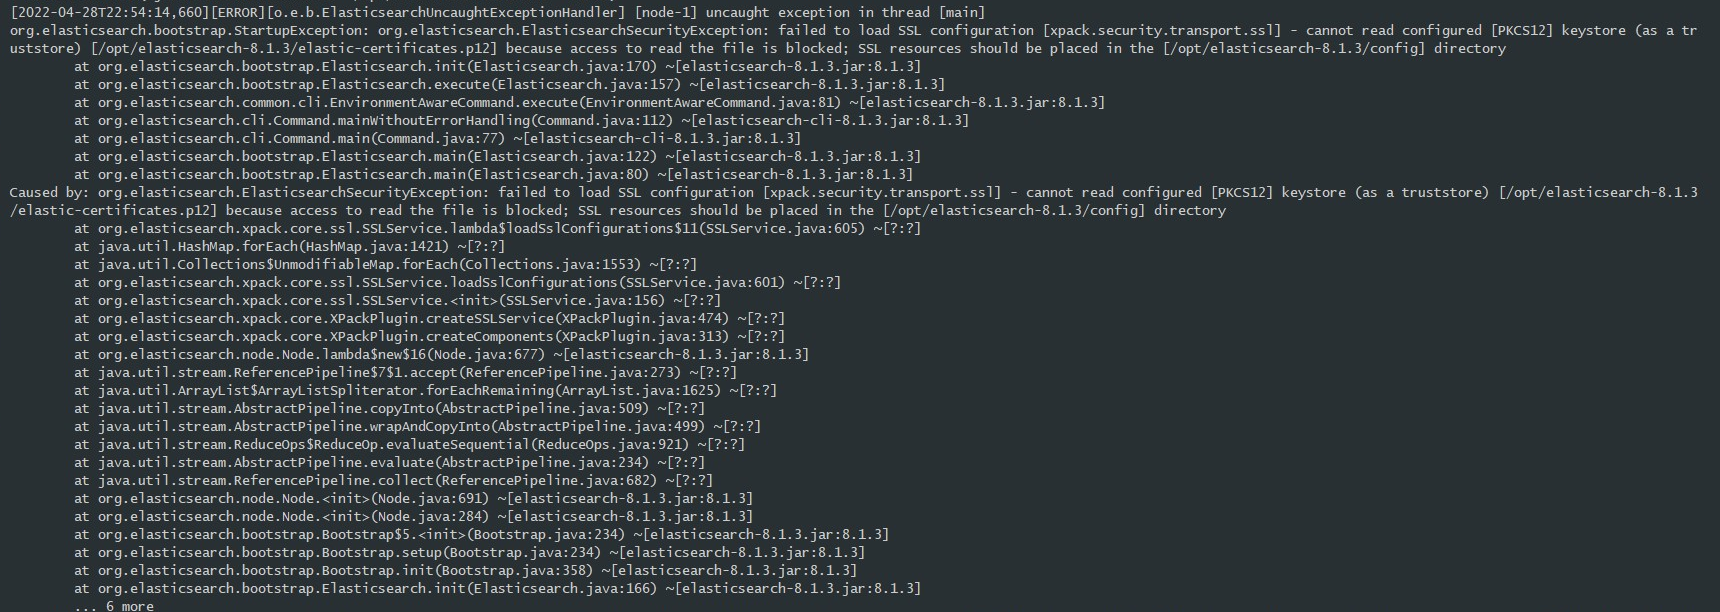 [2022-04-28T22:54:14,660][ERROR][o.e.b.ElasticsearchUncaughtExceptionHandler] [node-1] uncaught exception in thread [main]
org.elasticsearch.bootstrap.StartupException: org.elasticsearch.ElasticsearchSecurityException: failed to load SSL configuration [xpack.security.transport.ssl] - cannot read configured [PKCS12] keystore (as a tr
uststore) [/opt/elasticsearch-8.1.3/elastic-certificates.p12] because access to read the file is blocked; SSL resources should be placed in the [/opt/elasticsearch-8.1.3/config] directory
at org.elasticsearch.bootstrap.Elasticsearch.init(Elasticsearch.java:170) ~[elasticsearch-8.1.3.jar:8.1.3]
at org.elasticsearch.bootstrap.Elasticsearch.execute(Elasticsearch.java:157) ~[elasticsearch-8.1.3.jar:8.1.3]
at org.elasticsearch.common.cli.EnvironmentAwareCommand.execute(EnvironmentAwareCommand.java:81) ~[elasticsearch-8.1.3.jar:8.1.3]
at org.elasticsearch.cli.Command.mainWithoutErrorHandling(Command.java:112) ~[elasticsearch-cli-8.1.3.jar:8.1.3]
at org.elasticsearch.cli.Command.main(Command.java:77) ~[elasticsearch-cli-8.1.3.jar:8.1.3]
at org.elasticsearch.bootstrap.Elasticsearch.main(Elasticsearch.java:122) ~[elasticsearch-8.1.3.jar:8.1.3]
at org.elasticsearch.bootstrap.Elasticsearch.main(Elasticsearch.java:80) ~[elasticsearch-8.1.3.jar:8.1.3]
Caused by: org.elasticsearch.ElasticsearchSecurityException: failed to load SSL configuration [xpack.security.transport.ssl] - cannot read configured [PKCS12] keystore (as a truststore) [/opt/elasticsearch-8.1.3
/elastic-certificates.p12] because access to read the file is blocked; SSL resources should be placed in the [/opt/elasticsearch-8.1.3/config] directory
at org.elasticsearch.xpack.core.ssl.SSLService.lambda$loadSslConfigurations$11(SSLService.java:605) ~[?:?]
at java.util.HashMap.forEach(HashMap.java:1421) ~[?:?]
at java.util.Collections$UnmodifiableMap.forEach(Collections.java:1553) ~[?:?]
at org.elasticsearch.xpack.core.ssl.SSLService.loadSslConfigurations(SSLService.java:601) ~[?:?]
at org.elasticsearch.xpack.core.ssl.SSLService.<init>(SSLService.java:156) ~[?:?]
at org.elasticsearch.xpack.core.XPackPlugin.createSSLService(XPackPlugin.java:474) ~[?:?]
at org.elasticsearch.xpack.core.XPackPlugin.createComponents(XPackPlugin.java:313) ~[?:?]
at org.elasticsearch.node.Node.lambda$new$16(Node.java:677) ~[elasticsearch-8.1.3.jar:8.1.3]
at java.util.stream.ReferencePipeline$7$1.accept(ReferencePipeline.java:273) ~[?:?]
at java.util.ArrayList$ArrayListSpliterator.forEachRemaining(ArrayList.java:1625) ~[?:?]
at java.util.stream.AbstractPipeline.copyInto(AbstractPipeline.java:509) ~[?:?]
at java.util.stream.AbstractPipeline.wrapAndCopyInto(AbstractPipeline.java:499) ~[?:?]
at java.util.stream.ReduceOps$ReduceOp.evaluateSequential(ReduceOps.java:921) ~[?:?]
at java.util.stream.AbstractPipeline.evaluate(AbstractPipeline.java:234) ~[?:?]
at java.util.stream.ReferencePipeline.collect(ReferencePipeline.java:682) ~[?:?]
at org.elasticsearch.node.Node.<init>(Node.java:691) ~[elasticsearch-8.1.3.jar:8.1.3]
at org.elasticsearch.node.Node.<init>(Node.java:284) ~[elasticsearch-8.1.3.jar:8.1.3]
at org.elasticsearch.bootstrap.Bootstrap$5.<init>(Bootstrap.java:234) ~[elasticsearch-8.1.3.jar:8.1.3]
at org.elasticsearch.bootstrap.Bootstrap.setup(Bootstrap.java:234) ~[elasticsearch-8.1.3.jar:8.1.3]
at org.elasticsearch.bootstrap.Bootstrap.init(Bootstrap.java:358) ~[elasticsearch-8.1.3.jar:8.1.3]
at org.elasticsearch.bootstrap.Elasticsearch.init(Elasticsearch.java:166) ~[elasticsearch-8.1.3.jar:8.1.3]
... 6 more